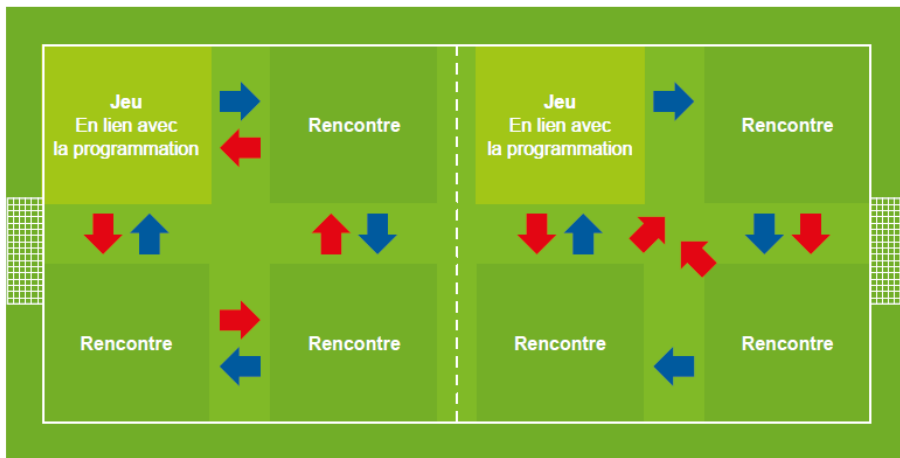 Jeu
En lien avec
la programmation
Rencontre
Jeu
En lien avec
la programmation
Rencontre
Rencontre
Rencontre
Rencontre
Rencontre